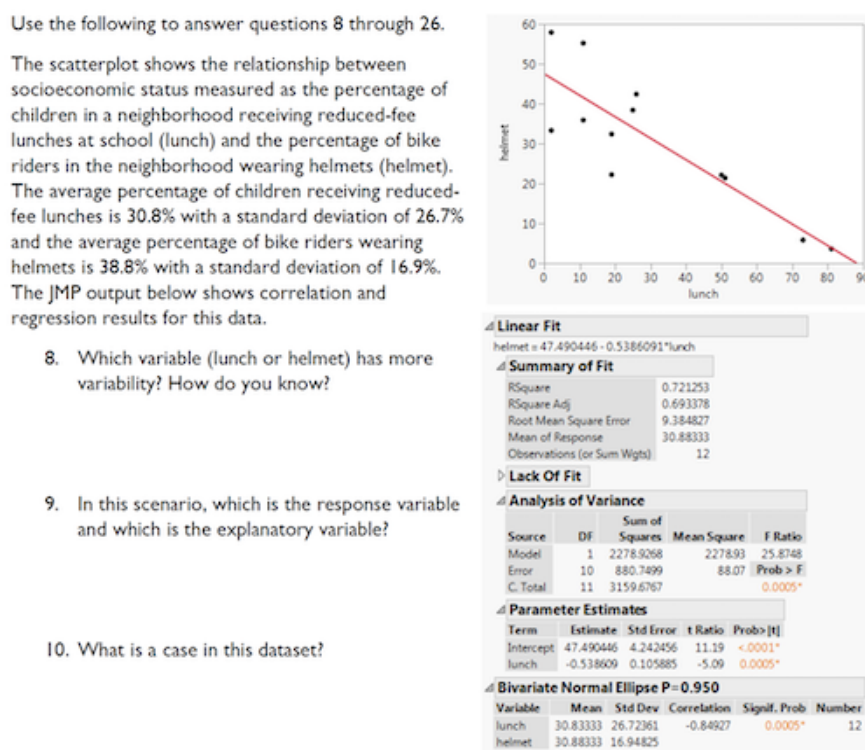 Use the following to answer questions 8 through 26.
The scatterplot shows the relationship between
socioeconomic status measured as the percentage of
children in a neighborhood receiving reduced-fee
lunches at school (lunch) and the percentage of bike
riders in the neighborhood wearing helmets (helmet).
The average percentage of children receiving reduced-
fee lunches is 30.8% with a standard deviation of 26.7%
and the average percentage of bike riders wearing
helmets is 38.8% with a standard deviation of 16.9%.
The JMP output below shows correlation and
regression results for this data.
8. Which variable (lunch or helmet) has more
variability? How do you know?
9. In this scenario, which is the response variable
and which is the explanatory variable?
10. What is a case in this dataset?
60
50
40
30
20
10
0
helmet
0 10 20 30 40 50 60 70 80 90
lunch
Linear Fit
helmet = 47.490446 - 0.5386091*lunch
Summary of Fit
RSquare 0.721253
RSquare Adj 0.693378
Root Mean Square Error 9.384827
Mean of Response 30.88333
Observations (or Sum Wgts) 12
Lack Of Fit
Analysis of Variance
Sum of
Source DF Squares Mean Square F Ratio
Model 1 2278.9268 2278.93 25.8748
Error 10 880.7499 88.07 Prob > F
C. Total 11 3159.6767 0.0005*
Parameter Estimates
Term Estimate Std Error t Ratio Prob>|t|
Intercept 47.490446 4.242456 11.19 <.0001*
lunch -0.538609 0.105885 -5.09 0.0005*
Bivariate Normal Ellipse P=0.950
Variable Mean Std Dev Correlation Signif. Prob Number
lunch 30.83333 26.72361 -0.84927 0.0005* 12
helmet 30.88333 16.94825